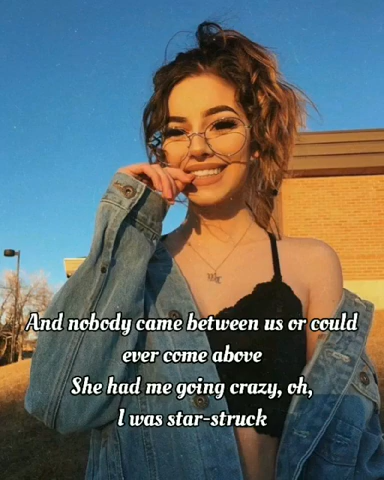 And nobody came between us or could
ever come above
She had me going crazy, oh,
I was star-struck